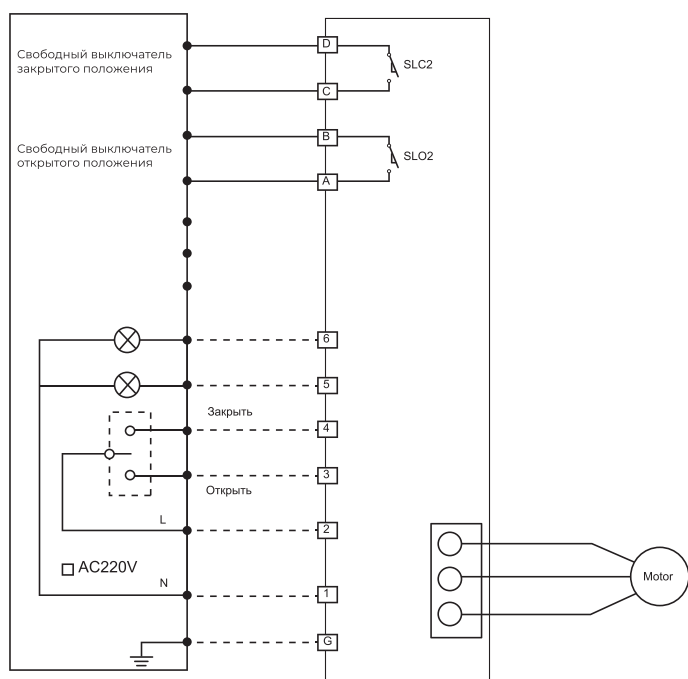 Свободный выключатель
закрытого положения
D
SLC2
C
Свободный выключатель
открытого положения
B
SLO2
A
6
5
Закрыть
4
3
Открыть
L
2
AC220V
N
1
Motor
G